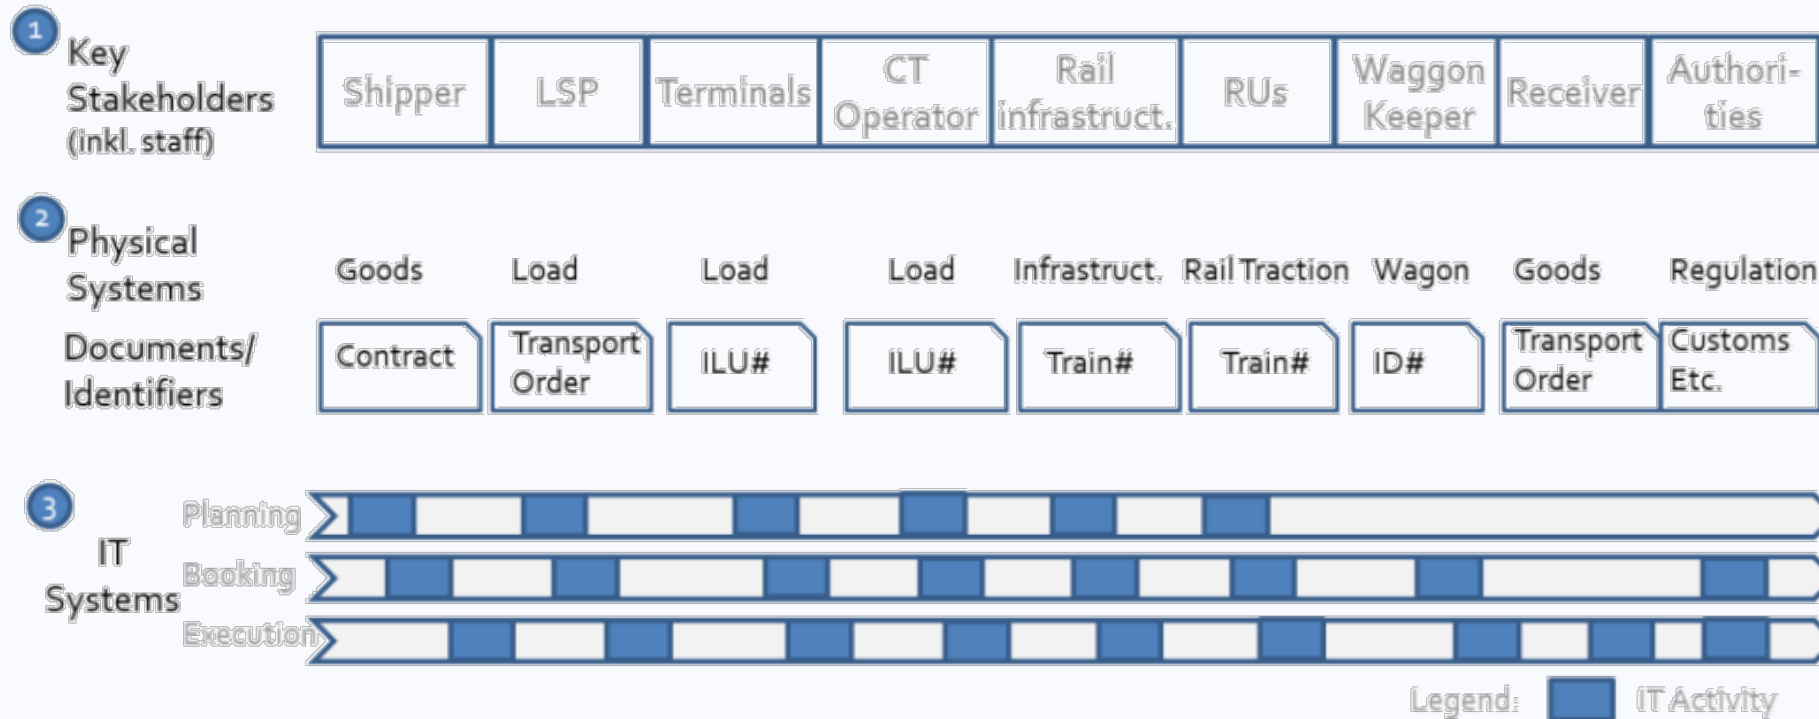 1
Key
Stakeholders
(inkl. staff)
Shipper
LSP
Terminals
CT
Operator
Rail
infrastruct.
RUs
Waggon
Keeper
Receiver
Authori-
ties
2
Physical
Systems
Goods
Load
Load
Load
Infrastruct.
Rail Traction
Wagon
Goods
Regulation
Documents/
Identifiers
Contract
Transport
Order
ILU#
ILU#
Train#
Train#
ID#
Transport
Order
Customs
Etc.
3
IT
Systems
Planning
Booking
Execution
Legend:
IT Activity